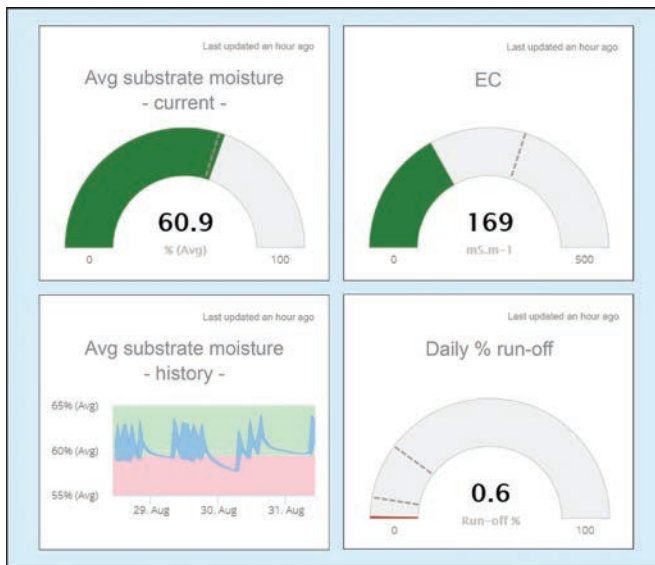 Last updated an hour ago
Avg substrate moisture
- current -
60.9
% (Avg)
0
100
Last updated an hour ago
EC
169
mS.m-1
0
500
Last updated an hour ago
Avg substrate moisture
- history -
65% (Avg)
60% (Avg)
55% (Avg)
29. Aug
30. Aug
31. Aug
Last updated an hour ago
Daily % run-off
0.6
Run-off %
0
100